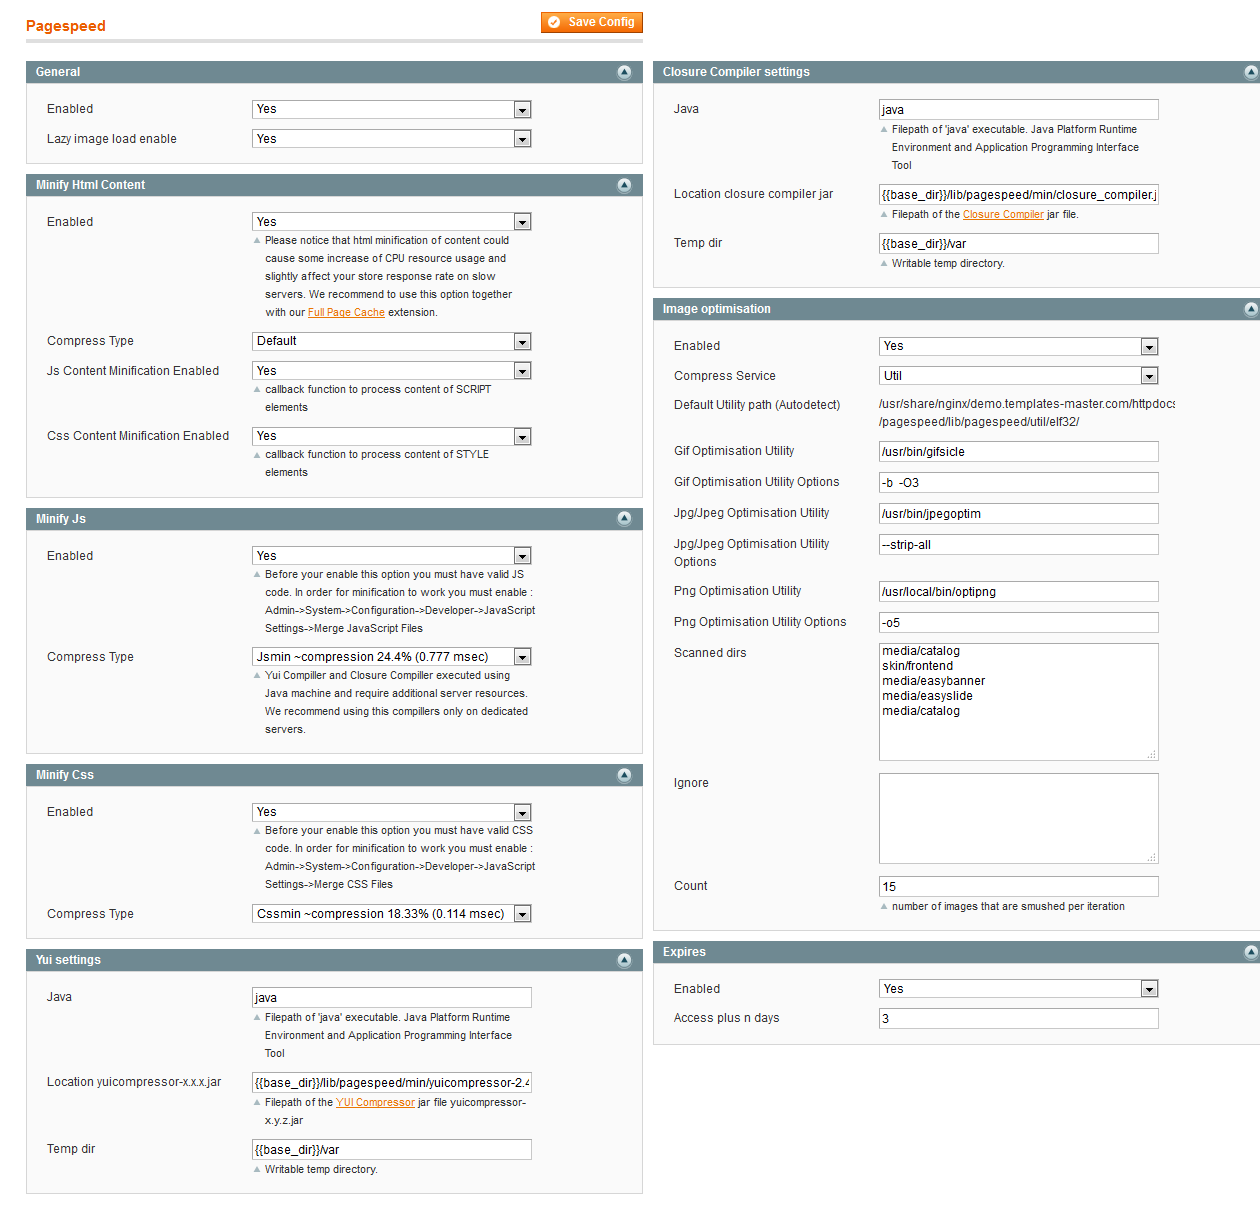 Pagespeed
Save Config
General
Enabled
Yes
Lazy image load enable
Yes
Minify Html Content
Enabled
Yes
Please notice that html minification of content could
cause some increase of CPU resource usage and
slightly affect your store response rate on slow
servers. We recommend to use this option together
with our Full Page Cache extension.
Compress Type
Default
Js Content Minification Enabled
Yes
callback function to process content of SCRIPT
elements
Css Content Minification Enabled
Yes
callback function to process content of STYLE
elements
Minify Js
Enabled
Yes
Before your enable this option you must have valid JS
code. In order for minification to work you must enable :
Admin->System->Configuration->Developer->JavaScript
Settings->Merge JavaScript Files
Compress Type
Jsmin ~compression 24.4% (0.777 msec)
Yui Compiller and Closure Compiller executed using
Java machine and require additional server resources.
We recommend using this compillers only on dedicated
servers.
Minify Css
Enabled
Yes
Before your enable this option you must have valid CSS
code. In order for minification to work you must enable :
Admin->System->Configuration->Developer->JavaScript
Settings->Merge CSS Files
Compress Type
Cssmin ~compression 18.33% (0.114 msec)
Yui settings
Java
java
Filepath of 'java' executable. Java Platform Runtime
Environment and Application Programming Interface
Tool
Location yuicompressor-x.x.x.jar
{{base_dir}}/lib/pagespeed/min/yuicompressor-2.4
Filepath of the YUI Compressor jar file yuicompressor-
x.y.z.jar
Temp dir
{{base_dir}}/var
Writable temp directory.
Closure Compiler settings
Java
java
Filepath of 'java' executable. Java Platform Runtime
Environment and Application Programming Interface
Tool
Location closure compiler jar
{{base_dir}}/lib/pagespeed/min/closure_compiler.j
Filepath of the Closure Compiler jar file.
Temp dir
{{base_dir}}/var
Writable temp directory.
Image optimisation
Enabled
Yes
Compress Service
Util
Default Utility path (Autodetect)
/usr/share/nginx/demo.templates-master.com/httpdocs
/pagespeed/lib/pagespeed/util/elf32/
Gif Optimisation Utility
/usr/bin/gifsicle
Gif Optimisation Utility Options
-b -O3
Jpg/Jpeg Optimisation Utility
/usr/bin/jpegoptim
Jpg/Jpeg Optimisation Utility
Options
--strip-all
Png Optimisation Utility
/usr/local/bin/optipng
Png Optimisation Utility Options
-o5
Scanned dirs
media/catalog
skin/frontend
media/easybanner
media/easyslide
media/catalog
Ignore
Count
15
number of images that are smushed per iteration
Expires
Enabled
Yes
Access plus n days
3